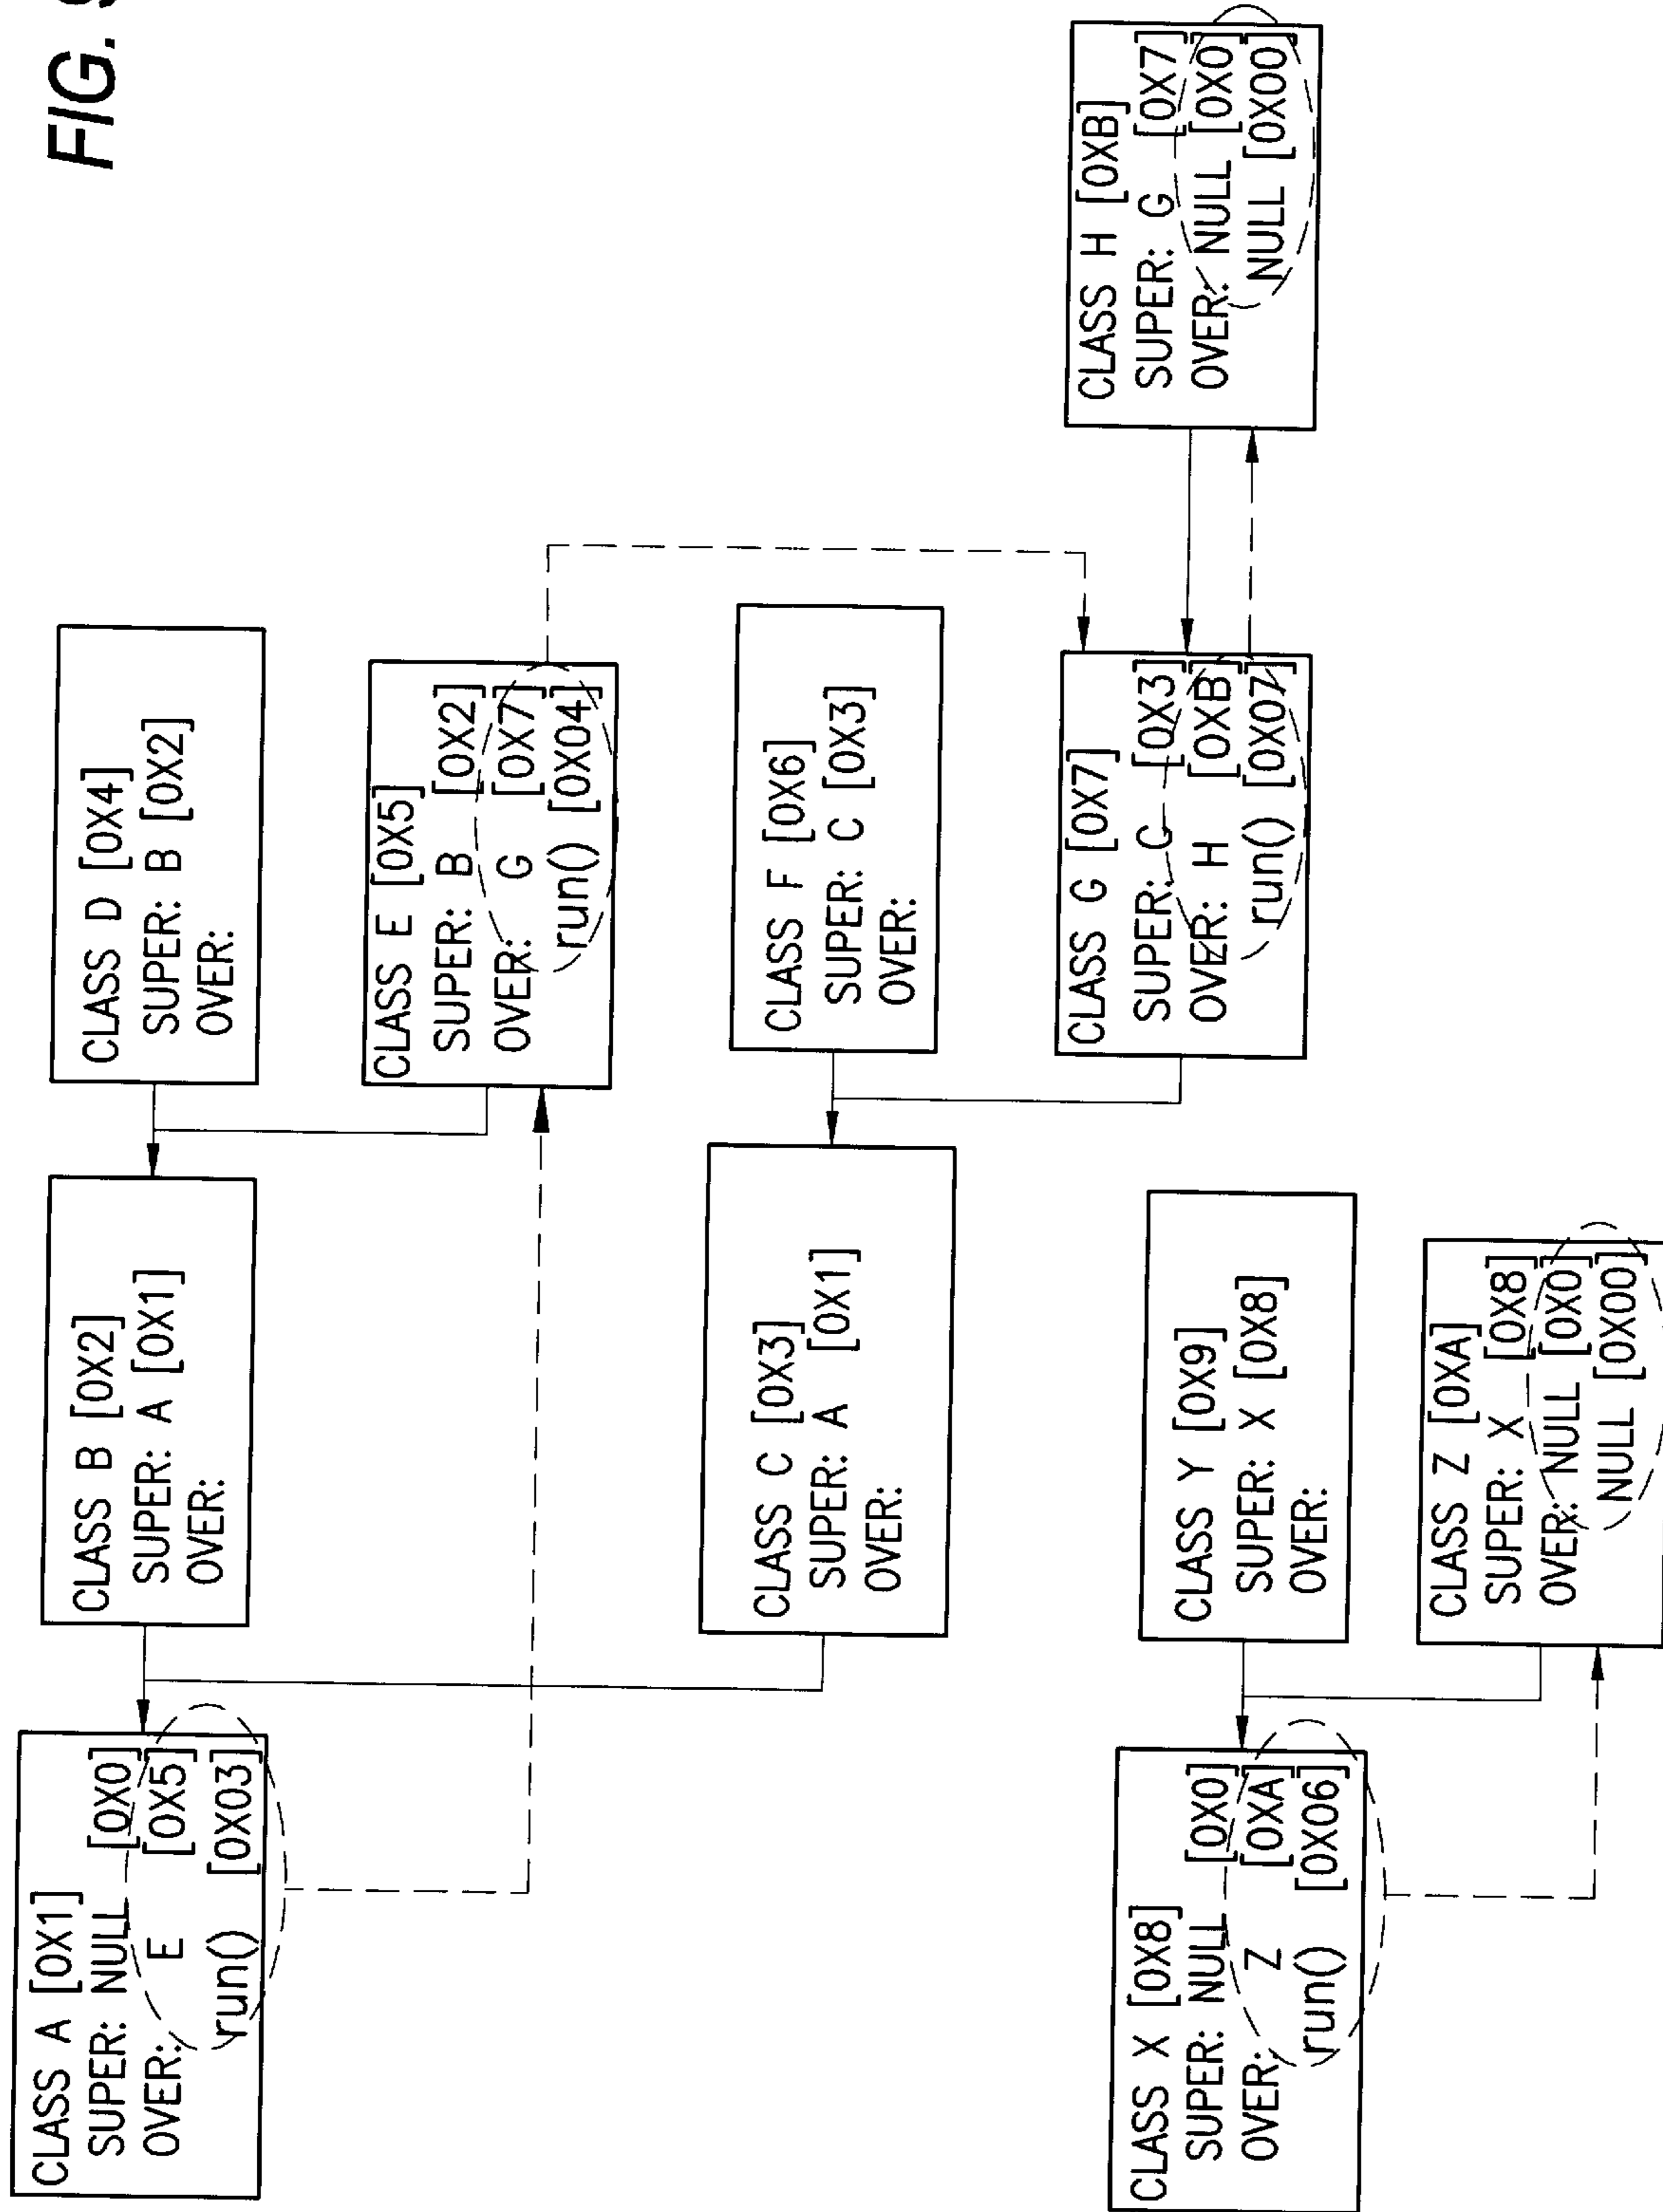 FIG.
CLASS A [0X1]
SUPER: NULL [0X0]
OVER: E [0X5]
run() [0X03]
CLASS B [0X2]
SUPER: A [0X1]
OVER:
CLASS D [0X4]
SUPER: B [0X2]
OVER:
CLASS E [0X5]
SUPER: B [0X2]
OVER: G [0X7]
run() [0X04]
CLASS C [0X3]
SUPER: A [0X1]
OVER:
CLASS F [0X6]
SUPER: C [0X3]
OVER:
CLASS G [0X7]
SUPER: C [0X3]
OVER: H [0XB]
run() [0X07]
CLASS H [0XB]
SUPER: G [0X7]
OVER: NULL [0X0]
NULL [0X00]
CLASS X [0X8]
SUPER: NULL [0X0]
OVER: Z [0XA]
run() [0X06]
CLASS Y [0X9]
SUPER: X [0X8]
OVER:
CLASS Z [0XA]
SUPER: X [0X8]
OVER: NULL [0X0]
NULL [0X00]